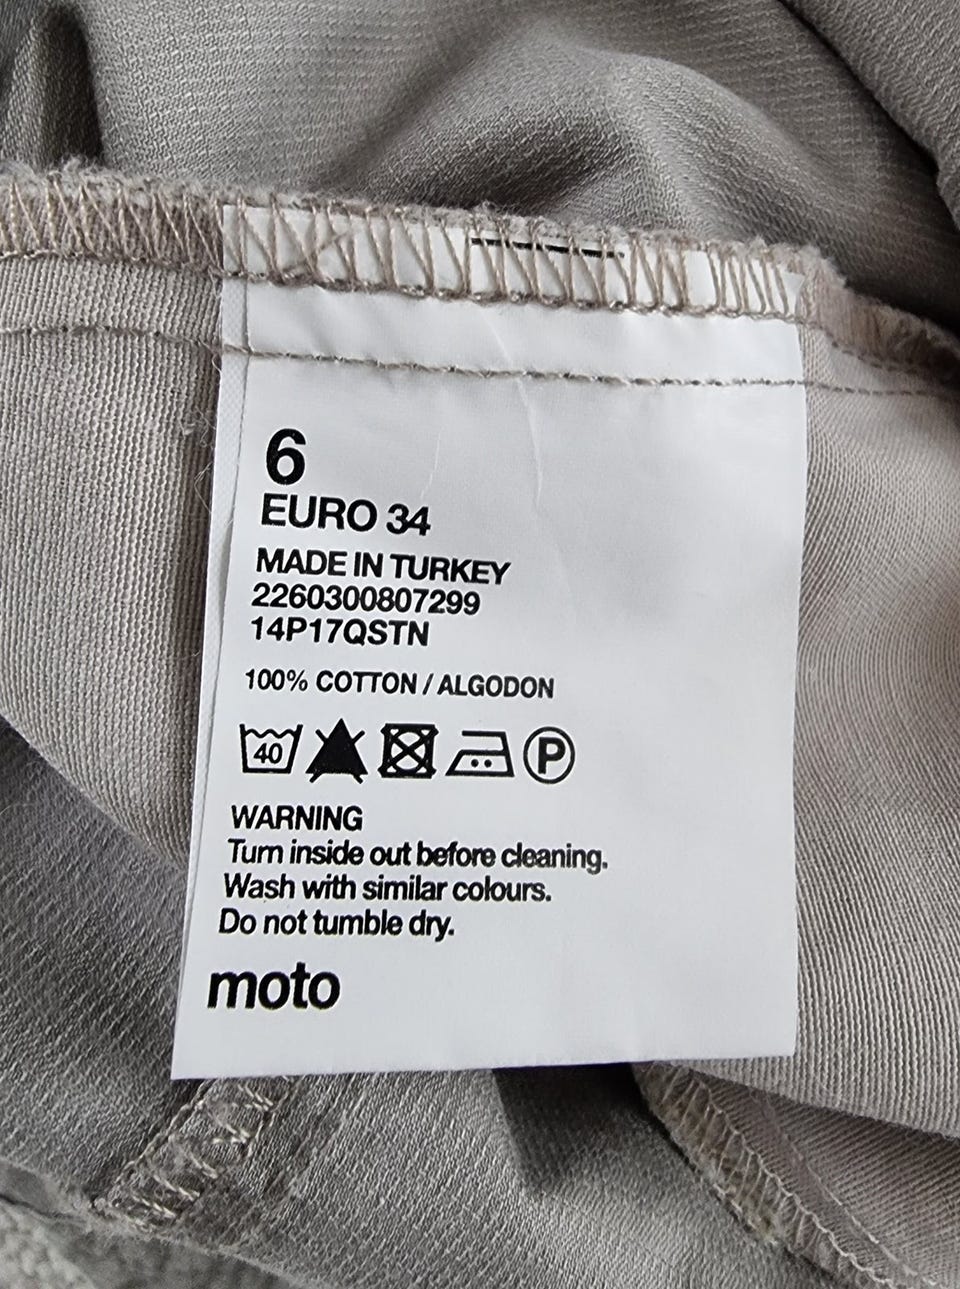 6
EURO 34
MADE IN TURKEY
2260300807299
14P17QSTN
100% COTTON / ALGODON
40 P
WARNING
Turn inside out before cleaning.
Wash with similar colours.
Do not tumble dry.
moto